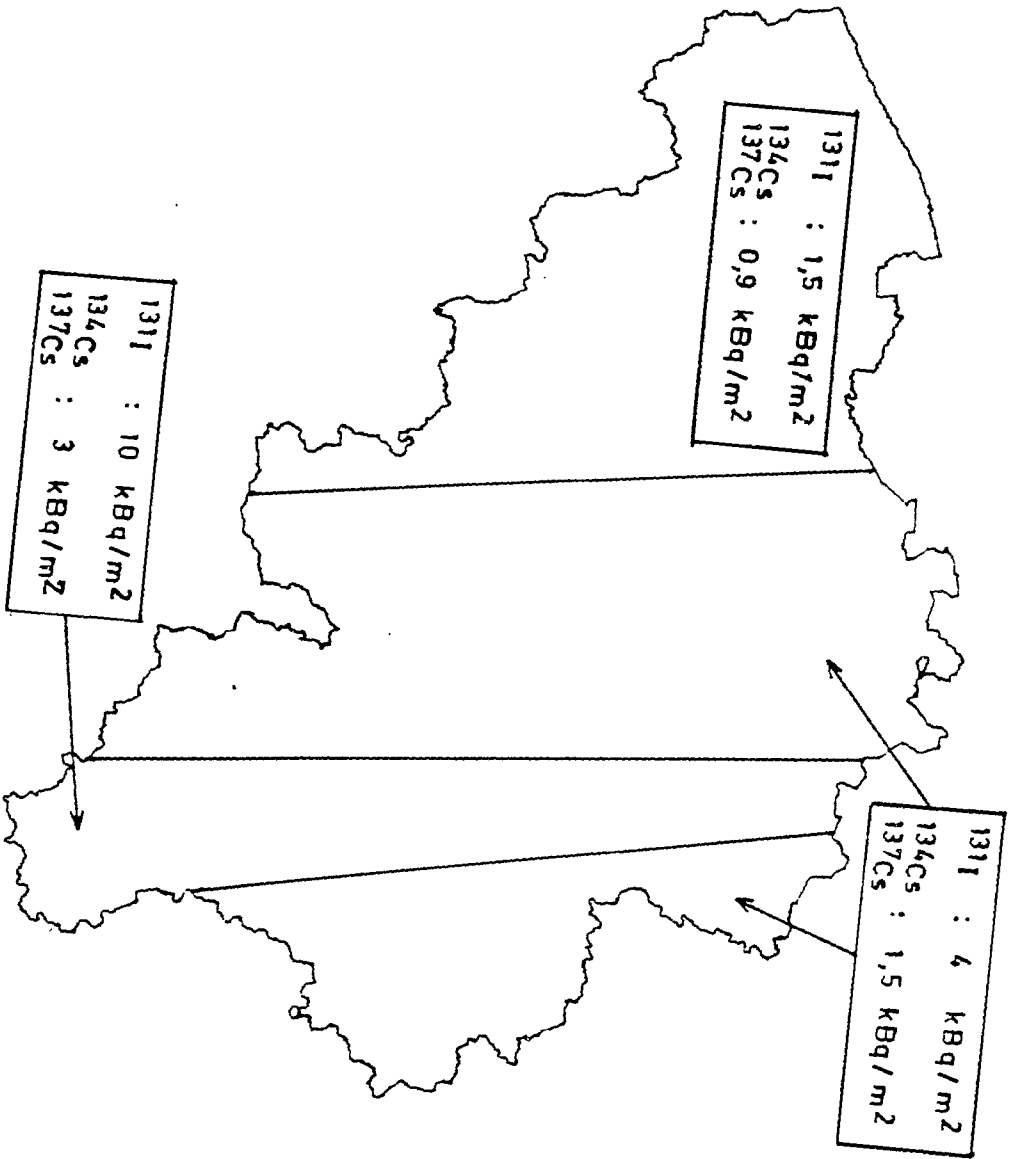 131I : 1,5 kBq/m2
134Cs
137Cs : 0,9 kBq/m2
131I : 4 kBq/m2
134Cs
137Cs : 1,5 kBq/m2
131I : 10 kBq/m2
134Cs
137Cs : 3 kBq/m2